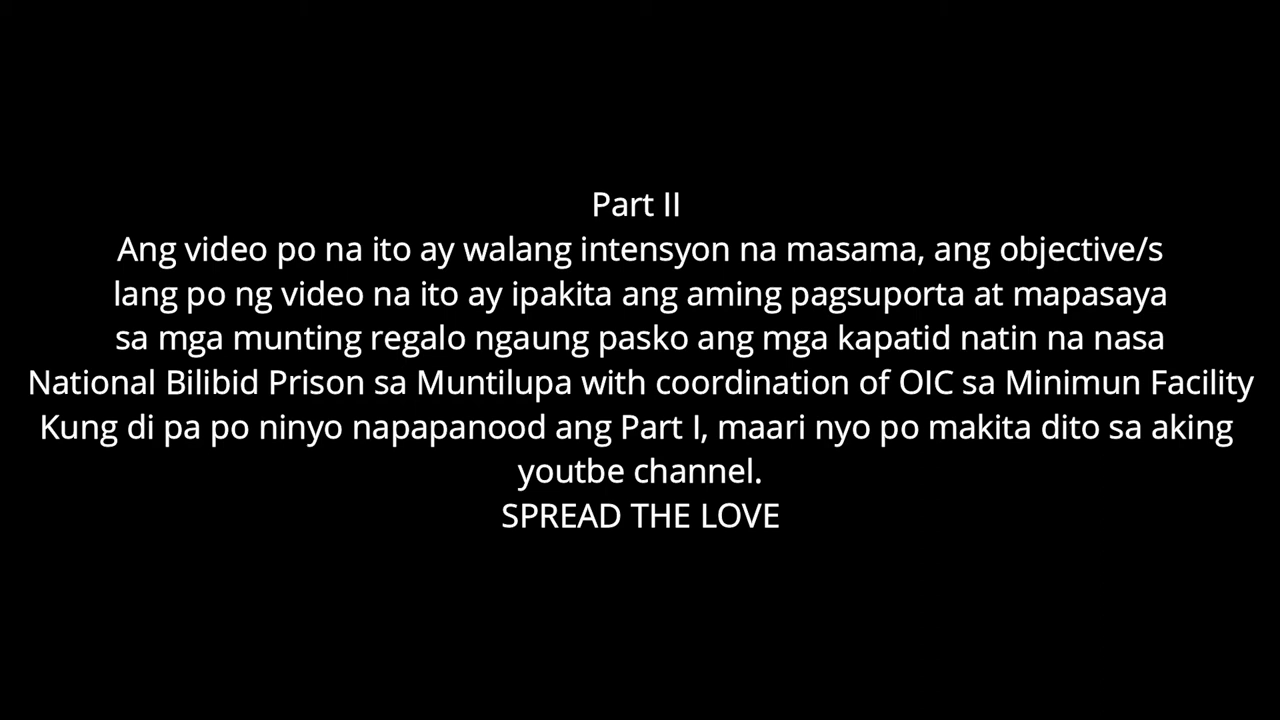 Part II
Ang video po na ito ay walang intensyon na masama, ang objective/s
lang po ng video na ito ay ipakita ang aming pagsuporta at mapasaya
sa mga munting regalo ngaung pasko ang mga kapatid natin na nasa
National Bilibid Prison sa Muntilupa with coordination of OIC sa Minimun Facility
Kung di pa po ninyo napapanood ang Part I, maari nyo po makita dito sa aking
youtbe channel.
SPREAD THE LOVE